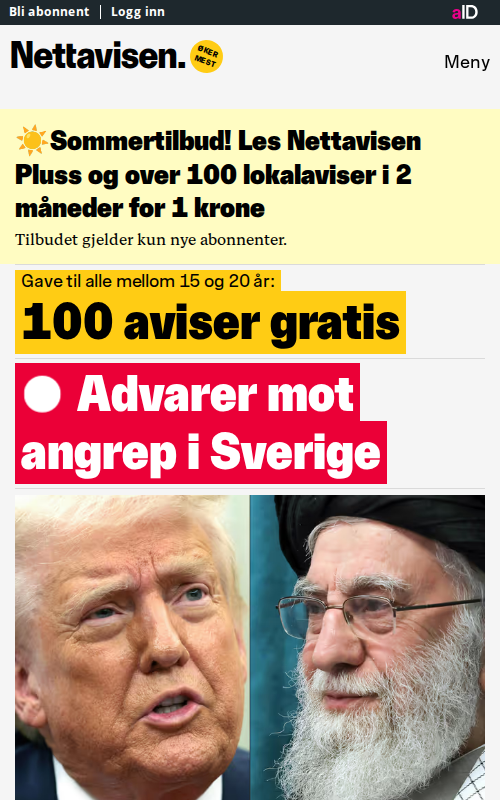 Bli abonnent | Logg inn
aID
Nettavisen.
ØKER
MEST
Meny
☀️Sommertilbud! Les Nettavisen
Pluss og over 100 lokalaviser i 2
måneder for 1 krone
Tilbudet gjelder kun nye abonnenter.
Gave til alle mellom 15 og 20 år:
100 aviser gratis
Advarer mot
angrep i Sverige